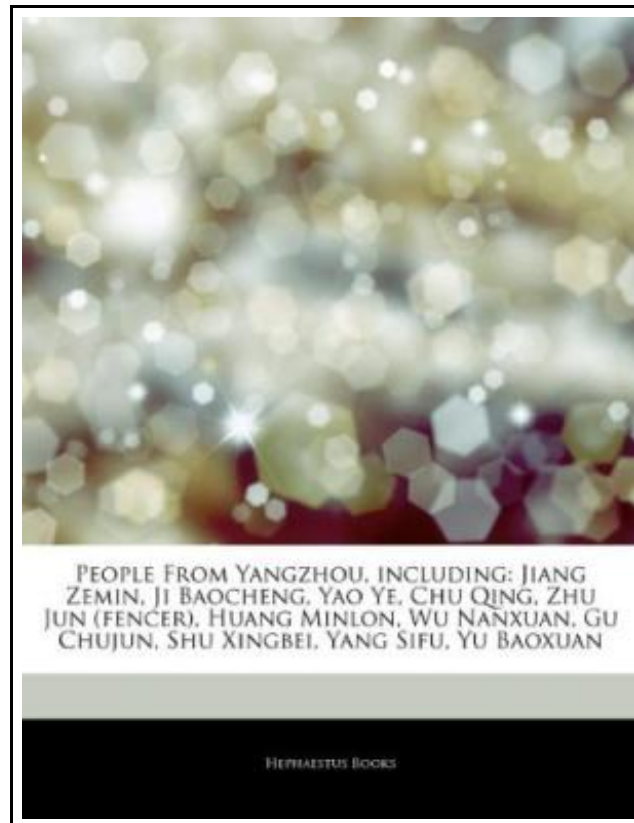 PEOPLE FROM YANGZHOU, INCLUDING: JIANG
ZEMIN, JI BAOCHENG, YAO YE, CHU QING, ZHU
JUN (FENCER), HUANG MINLON, WU NANXUAN, GU
CHUJUN, SHU XINGBEI, YANG SIFU, YU BAOXUAN
HEPHAESTUS BOOKS